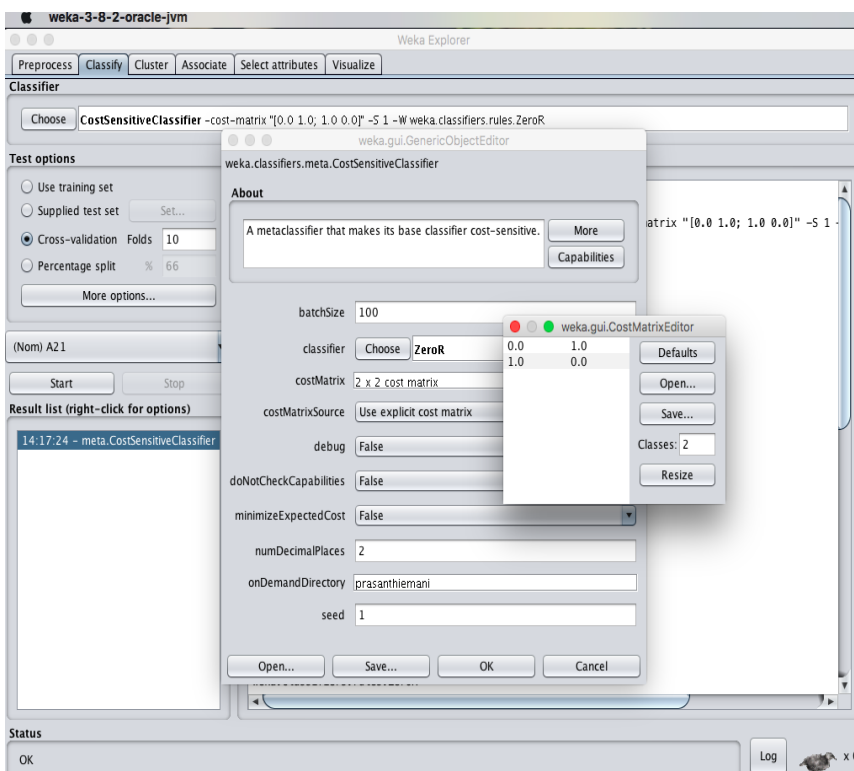 weka-3-8-2-oracle-jvm
Weka Explorer
Preprocess Classify Cluster Associate Select attributes Visualize
Classifier
Choose CostSensitiveClassifier -cost-matrix "[0.0 1.0; 1.0 0.0]" -S 1 -W weka.classifiers.rules.ZeroR
Test options
Use training set
Supplied test set Set...
Cross-validation Folds 10
Percentage split % 66
More options...
(Nom) A21
Start Stop
Result list (right-click for options)
14:17:24 - meta.CostSensitiveClassifier
weka.gui.GenericObjectEditor
weka.classifiers.meta.CostSensitiveClassifier
About
A metaclassifier that makes its base classifier cost-sensitive.
More
Capabilities
batchSize 100
classifier Choose ZeroR
costMatrix 2 x 2 cost matrix
costMatrixSource Use explicit cost matrix
debug False
doNotCheckCapabilities False
minimizeExpectedCost False
numDecimalPlaces 2
onDemandDirectory prasanthiemani
seed 1
Open... Save... OK Cancel
atrix "[0.0 1.0; 1.0 0.0]" -S 1 -
weka.gui.CostMatrixEditor
0.0 1.0
1.0 0.0
Defaults
Open...
Save...
Classes: 2
Resize
Status
OK
Log
x